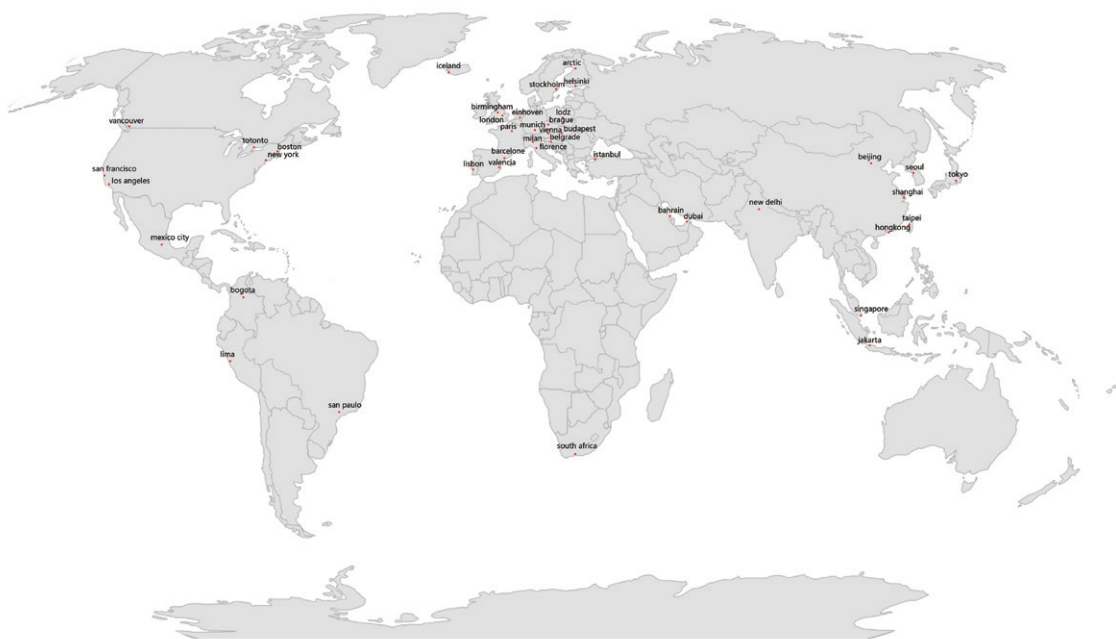 arctic
iceland
stockholm
helsinki
birmingham
einhoven
lodz
london
brague
vancouver
paris
munich
vienna
budapest
totonto
milan
belgrade
boston
florence
new york
barcelone
istanbul
beijing
lisbon
valencia
san francisco
seoul
tokyo
los angeles
shanghai
new delhi
bahrain
dubai
taipei
hongkong
mexico city
bogota
singapore
jakarta
lima
san paulo
south africa